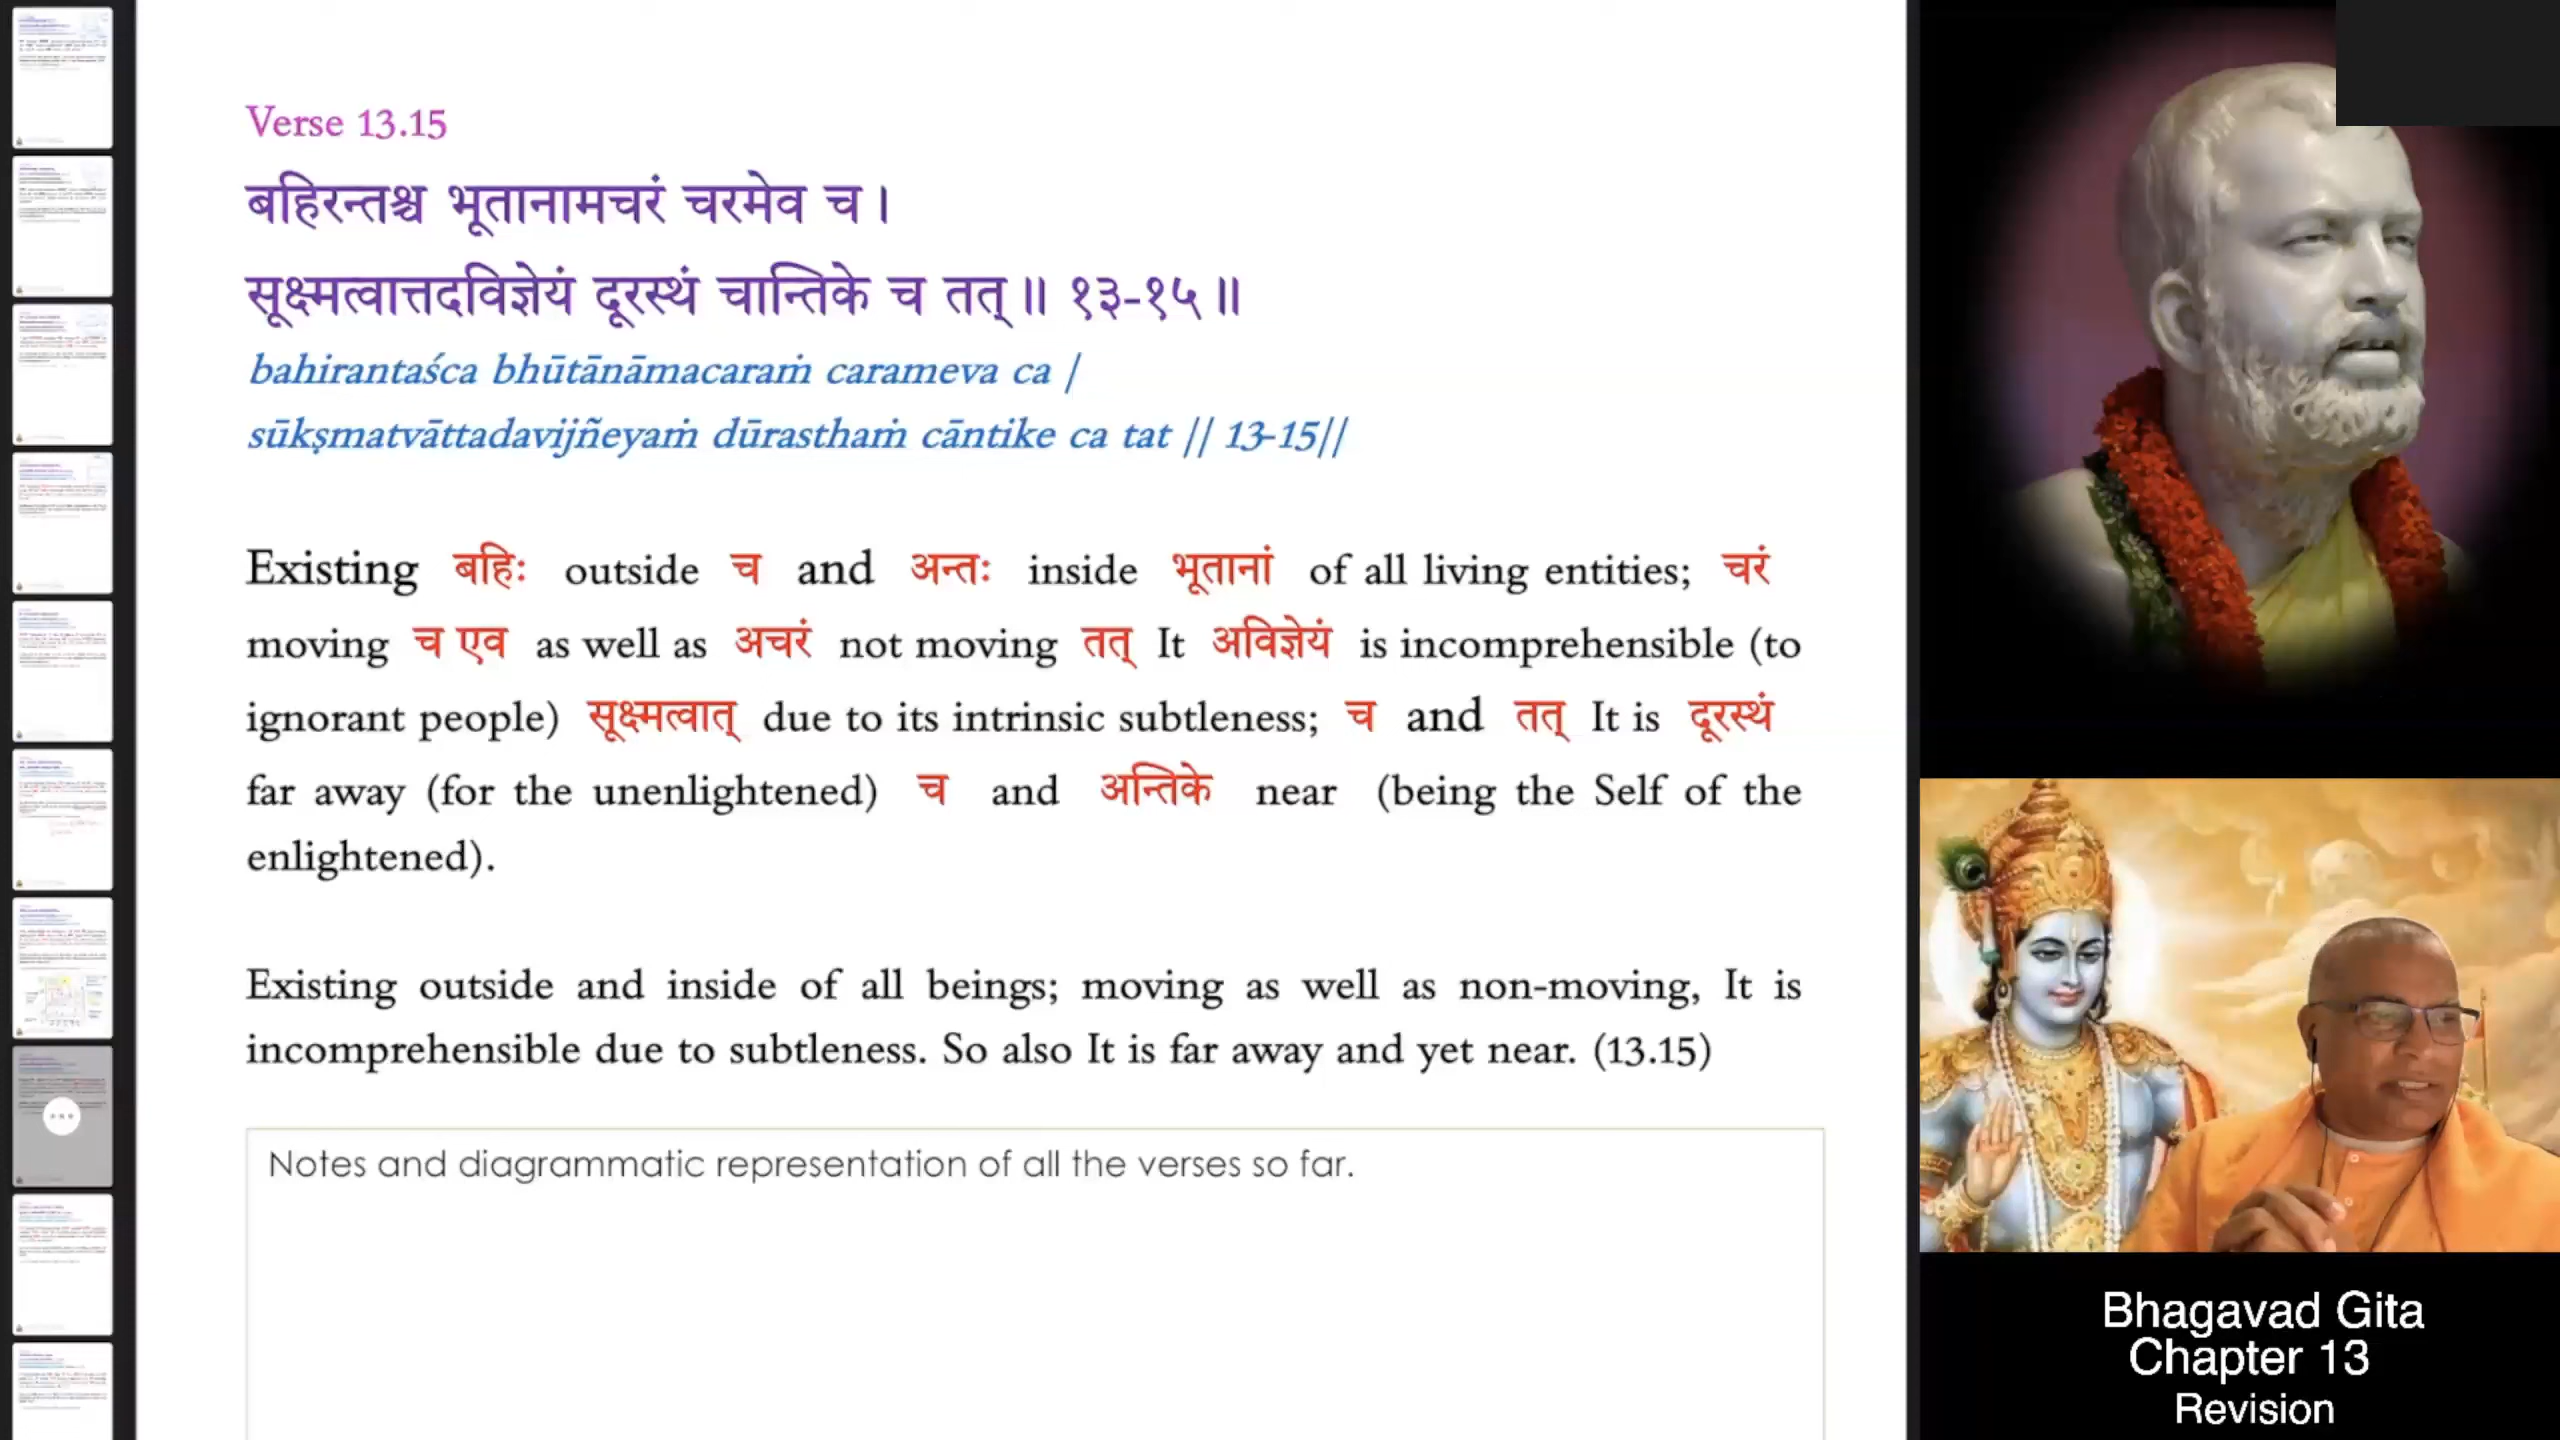 Verse 13.15
बहिरन्तश्च भूतानामचरं चरमेव च।
सूक्ष्मत्वात्तदविज्ञेयं दूरस्थं चान्तिके च तत्॥ १३-१५॥
bahirantaśca bhūtānāmacaraṁ carameva ca |
sūkṣmatvāttadavijñeyaṁ dūrasthaṁ cāntike ca tat || 13-15||
Existing बहिः outside च and अन्तः inside भूतानां of all living entities; चरं
moving च एव as well as अचरं not moving तत् It अविज्ञेयं is incomprehensible (to
ignorant people) सूक्ष्मत्वात् due to its intrinsic subtleness; च and तत् It is दूरस्थं
far away (for the unenlightened) च and अन्तिके near (being the Self of the
enlightened).
Existing outside and inside of all beings; moving as well as non-moving, It is
incomprehensible due to subtleness. So also It is far away and yet near. (13.15)
Notes and diagrammatic representation of all the verses so far.
Bhagavad Gita
Chapter 13
Revision